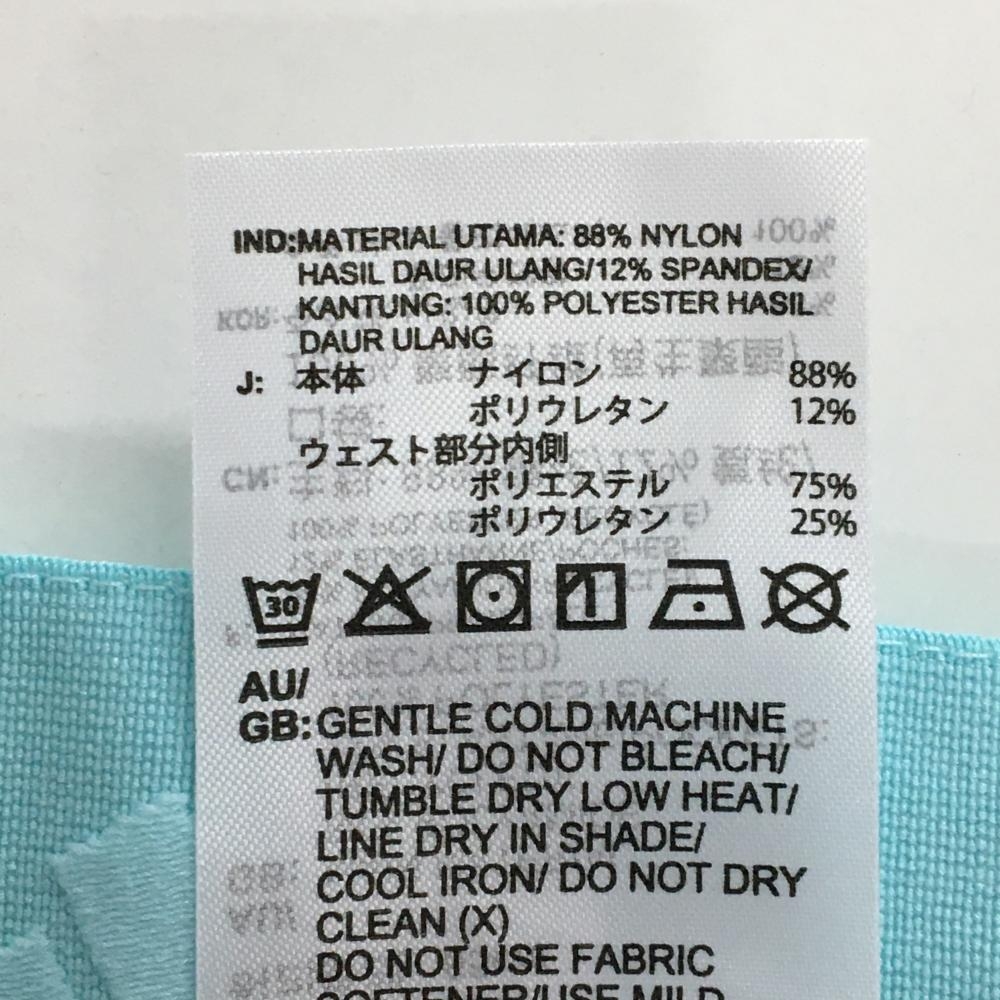 IND:MATERIAL UTAMA: 88% NYLON
HASIL DAUR ULANG/12% SPANDEX/
KANTUNG: 100% POLYESTER HASIL
DAUR ULANG
J: 本体 ナイロン 88%
ポリウレタン 12%
ウェスト部分内側
ポリエステル 75%
ポリウレタン 25%
30
AU/
GB: GENTLE COLD MACHINE
WASH/ DO NOT BLEACH/
TUMBLE DRY LOW HEAT/
LINE DRY IN SHADE/
COOL IRON/ DO NOT DRY
CLEAN (X)
DO NOT USE FABRIC
SOFTENER/USE MILD